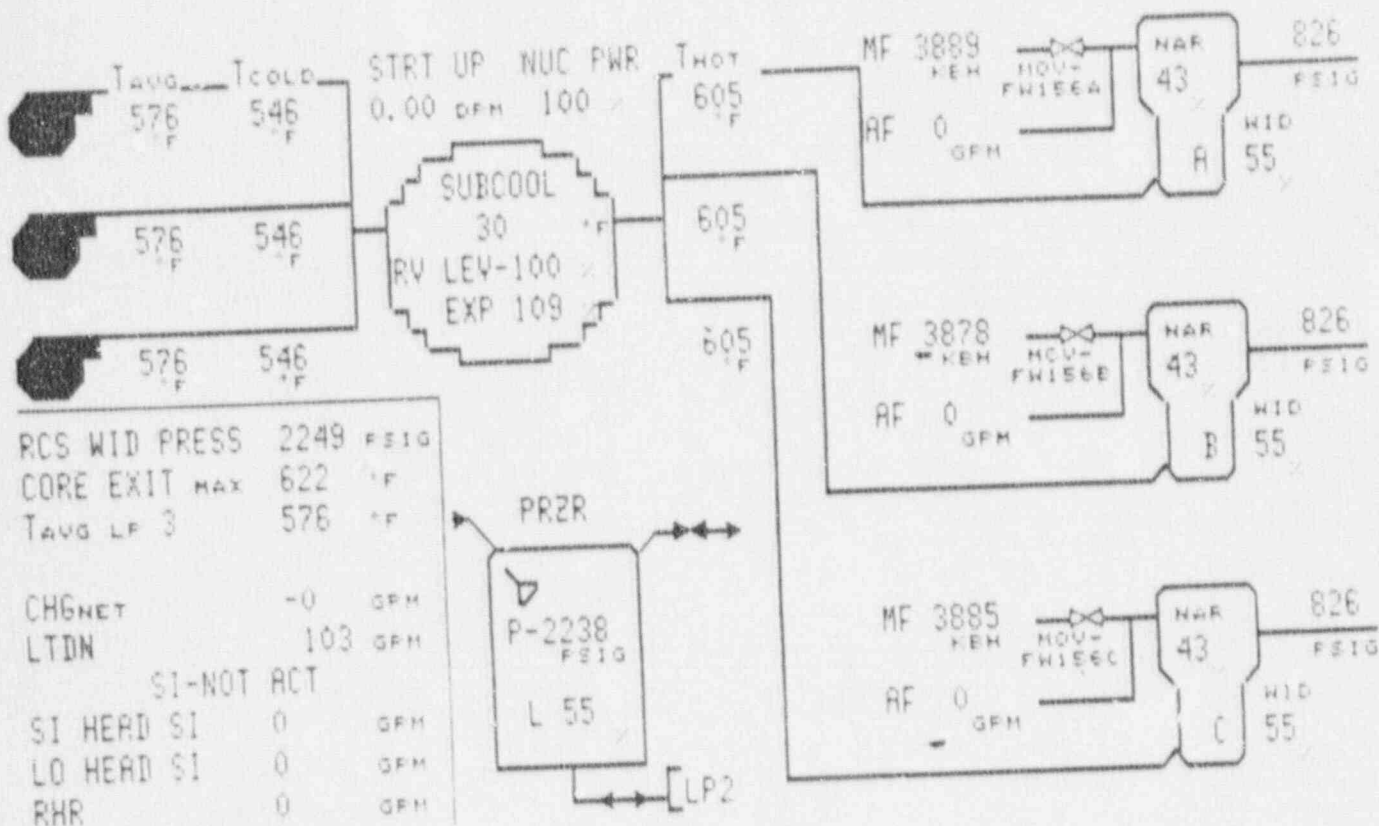 TAVG TCOLD
576 °F 546 °F
576 °F 546 °F
576 °F 546 °F
STRT UP NUC PWR
0.00 DPM 100 %
SUBCOOL
30 °F
RV LEV-100 %
EXP 109 %
THOT
605 °F
605 °F
605 °F
MF 3889 KBH
MOV-
FW156A
AF 0 GPM
NAR
43 %
A
826
PSIG
WID
55 %
MF 3878 KBH
MOV-
FW156B
AF 0 GPM
NAR
43 %
B
826
PSIG
WID
55 %
MF 3885 KBH
MOV-
FW156C
AF 0 GPM
NAR
43 %
C
826
PSIG
WID
55 %
RCS WID PRESS 2249 PSIG
CORE EXIT MAX 622 °F
TAVG LP 3 576 °F
CHGNET -0 GPM
LTDN 103 GPM
SI-NOT ACT
SI HEAD SI 0 GPM
LO HEAD SI 0 GPM
RHR 0 GPM
PRZR
P-2238
PSIG
L 55 %
LP2